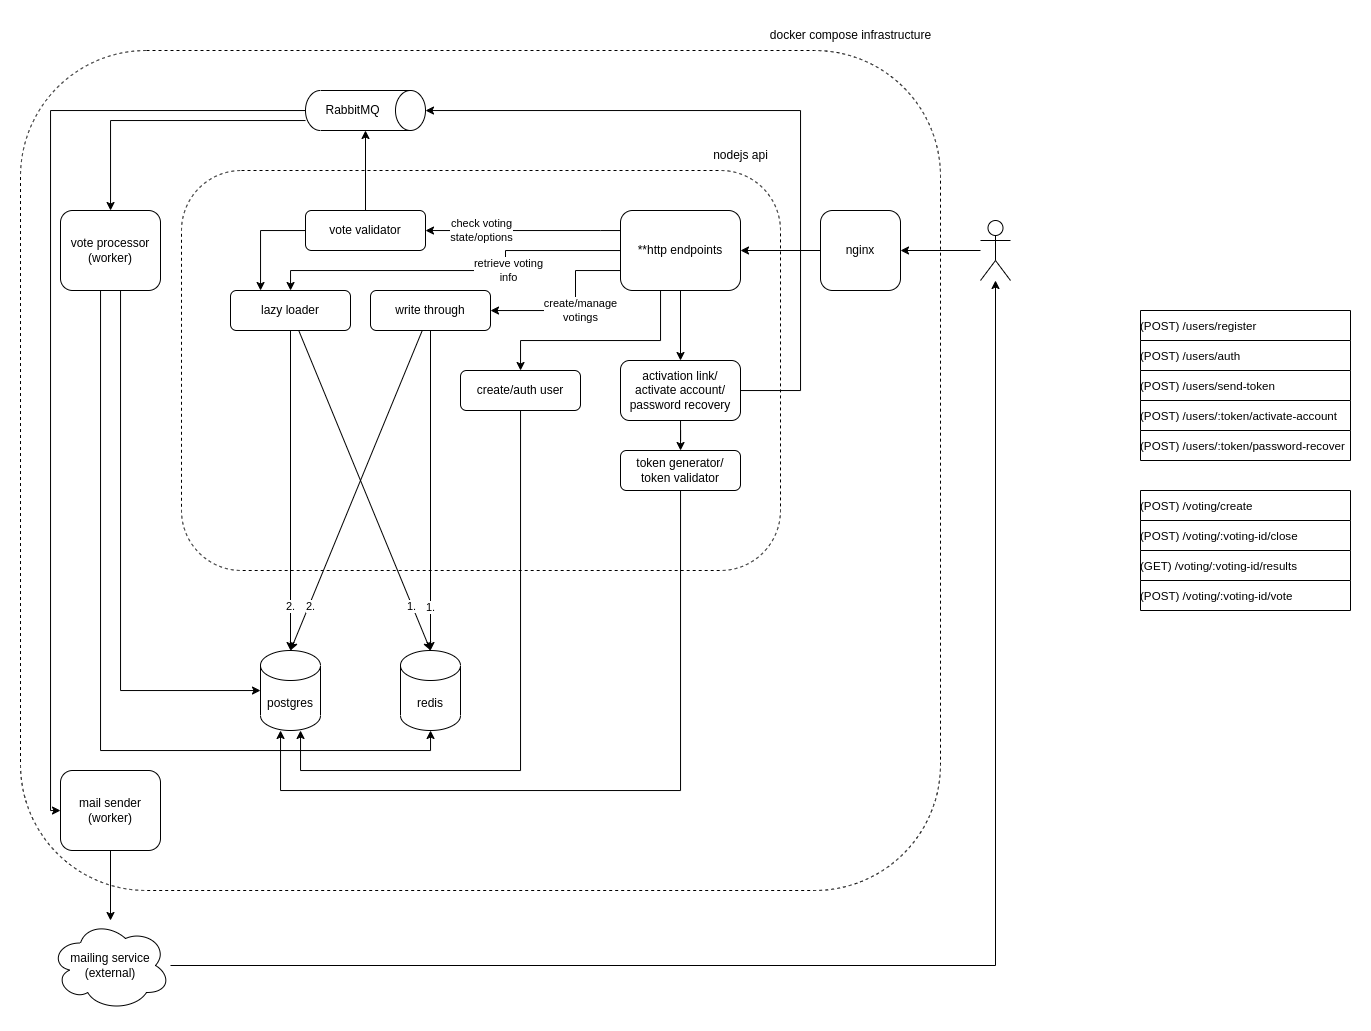 docker compose infrastructure
RabbitMQ
nodejs api
vote processor
(worker)
vote validator
check voting
state/options
**http endpoints
nginx
retrieve voting
info
lazy loader
write through
create/manage
votings
create/auth user
activation link/
activate account/
password recovery
token generator/
token validator
2.
2.
1.
1.
postgres
redis
mail sender
(worker)
mailing service
(external)
(POST) /users/register
(POST) /users/auth
(POST) /users/send-token
(POST) /users/:token/activate-account
(POST) /users/:token/password-recover
(POST) /voting/create
(POST) /voting/:voting-id/close
(GET) /voting/:voting-id/results
(POST) /voting/:voting-id/vote